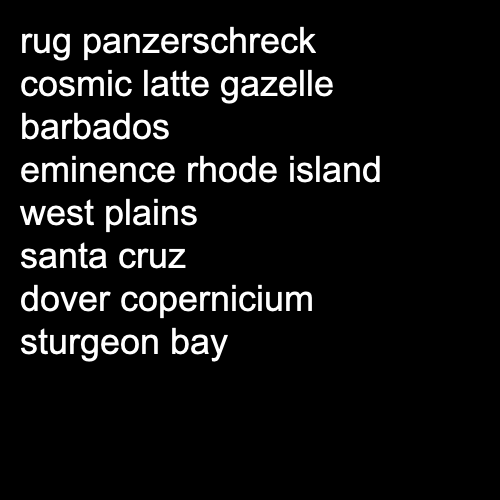 rug panzerschreck
cosmic latte gazelle
barbados
eminence rhode island
west plains
santa cruz
dover copernicium
sturgeon bay